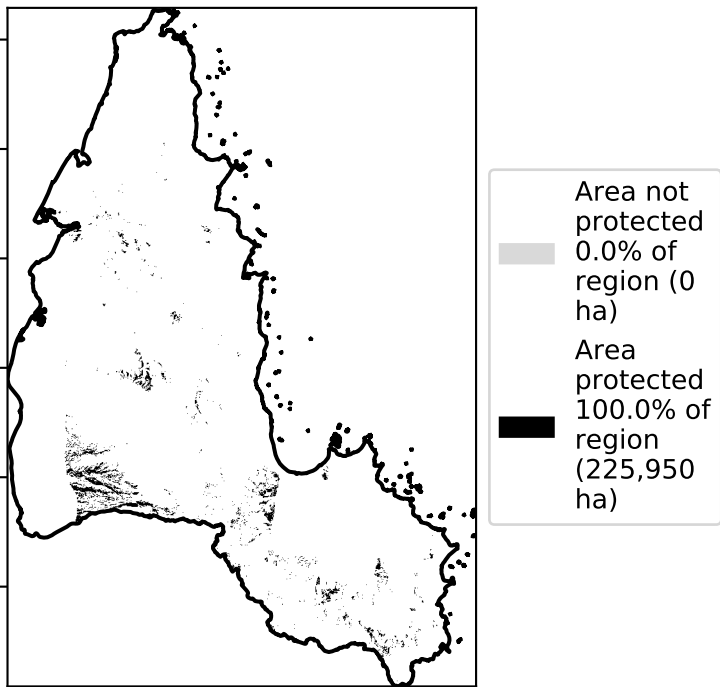 Area not
protected
0.0% of
region (0
ha)
Area
protected
100.0% of
region
(225,950
ha)